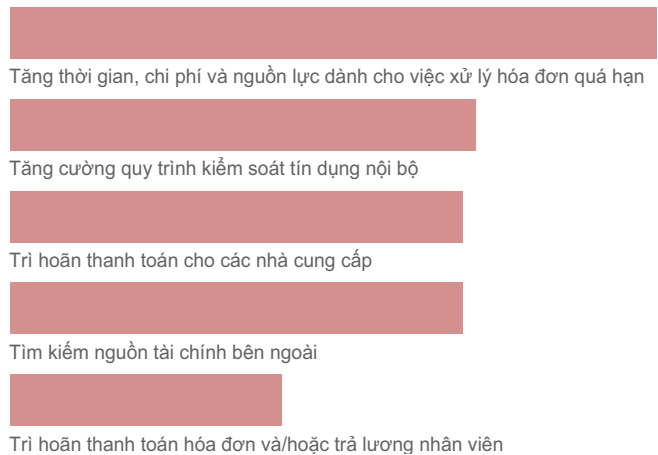 Tăng thời gian, chi phí và nguồn lực dành cho việc xử lý hóa đơn quá hạn
Tăng cường quy trình kiểm soát tín dụng nội bộ
Trì hoãn thanh toán cho các nhà cung cấp
Tìm kiếm nguồn tài chính bên ngoài
Trì hoãn thanh toán hóa đơn và/hoặc trả lương nhân viên